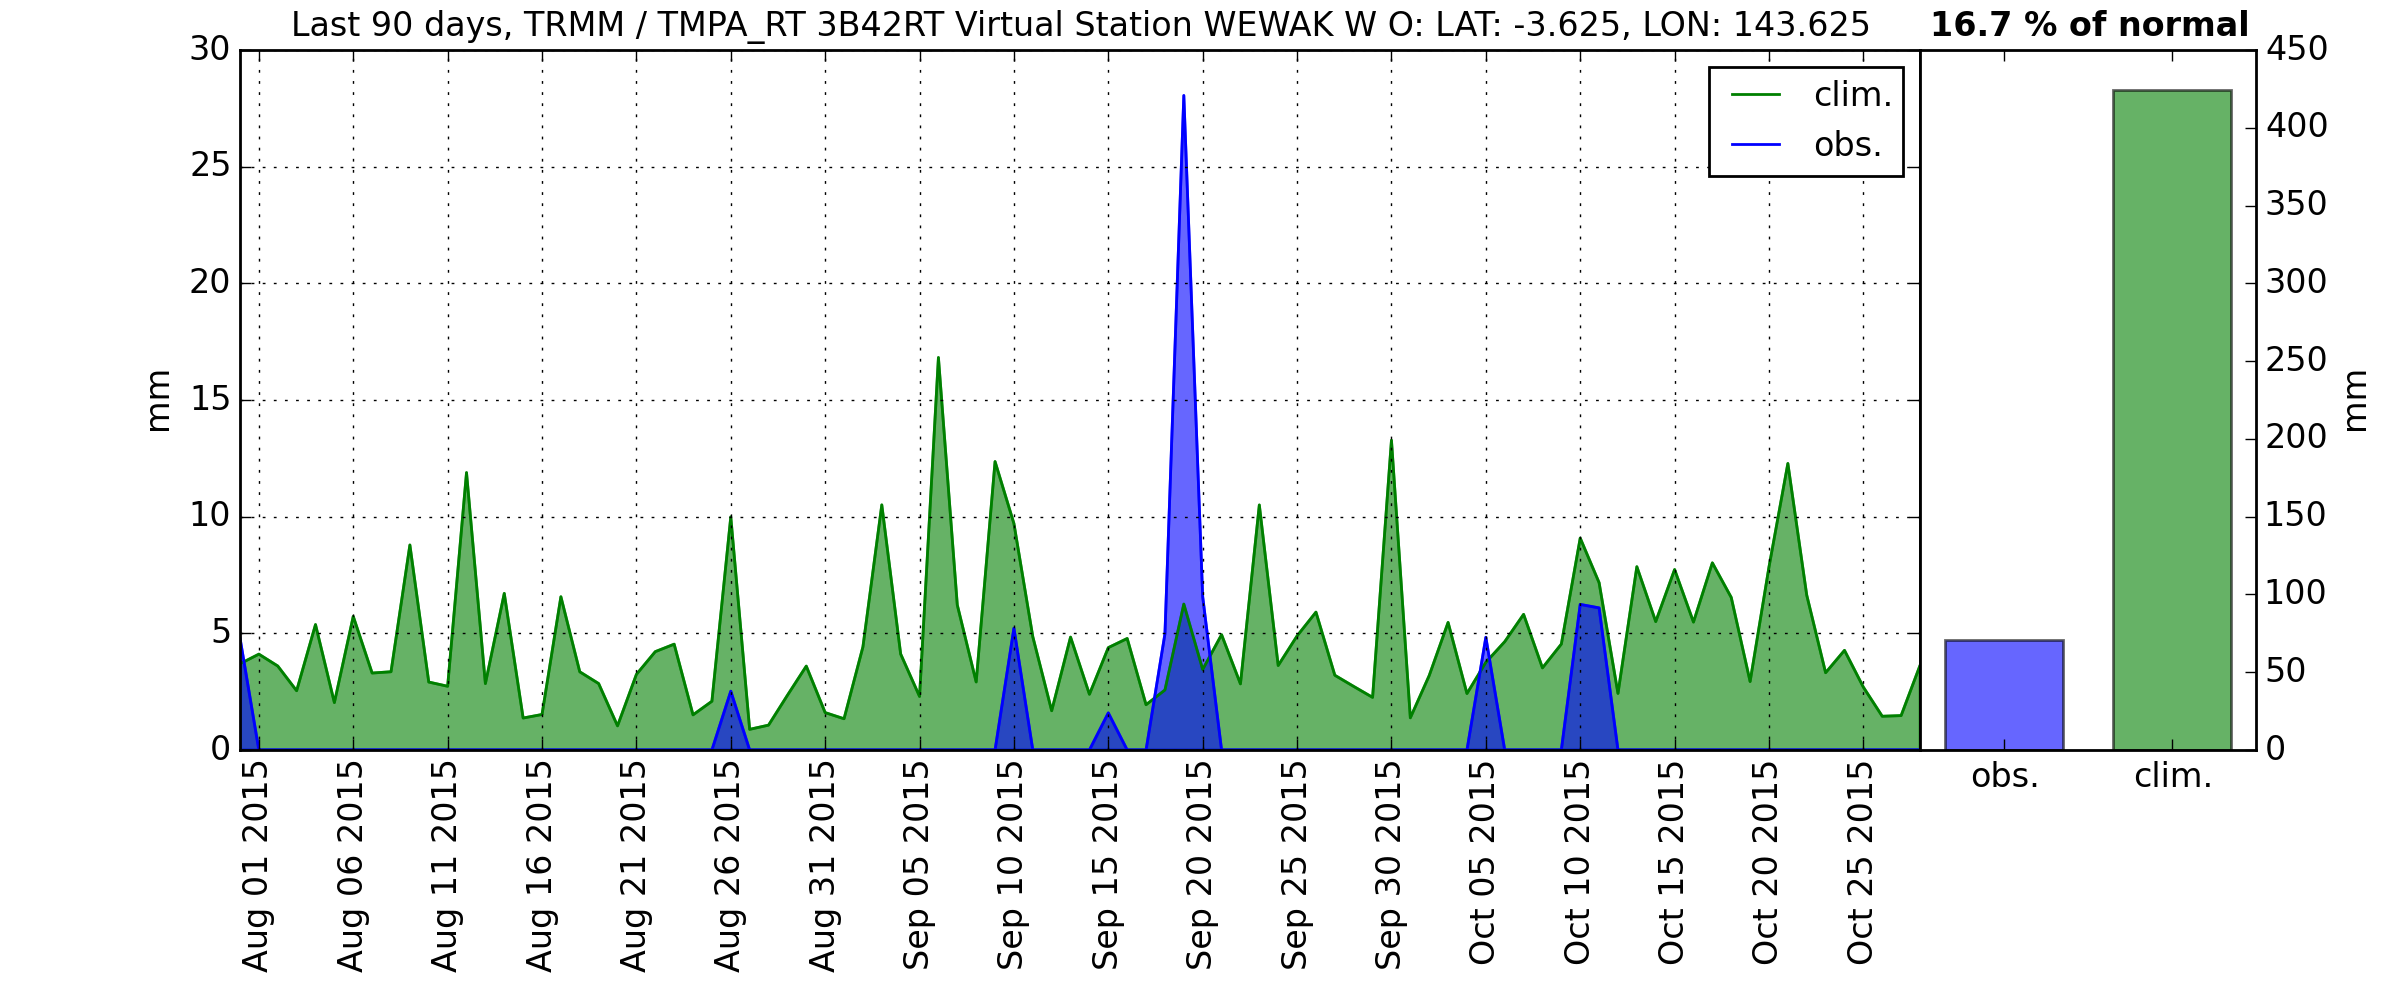 Last 90 days, TRMM / TMPA_RT 3B42RT Virtual Station WEWAK W O: LAT: -3.625, LON: 143.625
16.7 % of normal
30
25
20
15
10
5
0
mm
clim.
obs.
450
400
350
300
250
200
150
100
50
0
mm
Aug 01 2015
Aug 06 2015
Aug 11 2015
Aug 16 2015
Aug 21 2015
Aug 26 2015
Aug 31 2015
Sep 05 2015
Sep 10 2015
Sep 15 2015
Sep 20 2015
Sep 25 2015
Sep 30 2015
Oct 05 2015
Oct 10 2015
Oct 15 2015
Oct 20 2015
Oct 25 2015
obs.
clim.